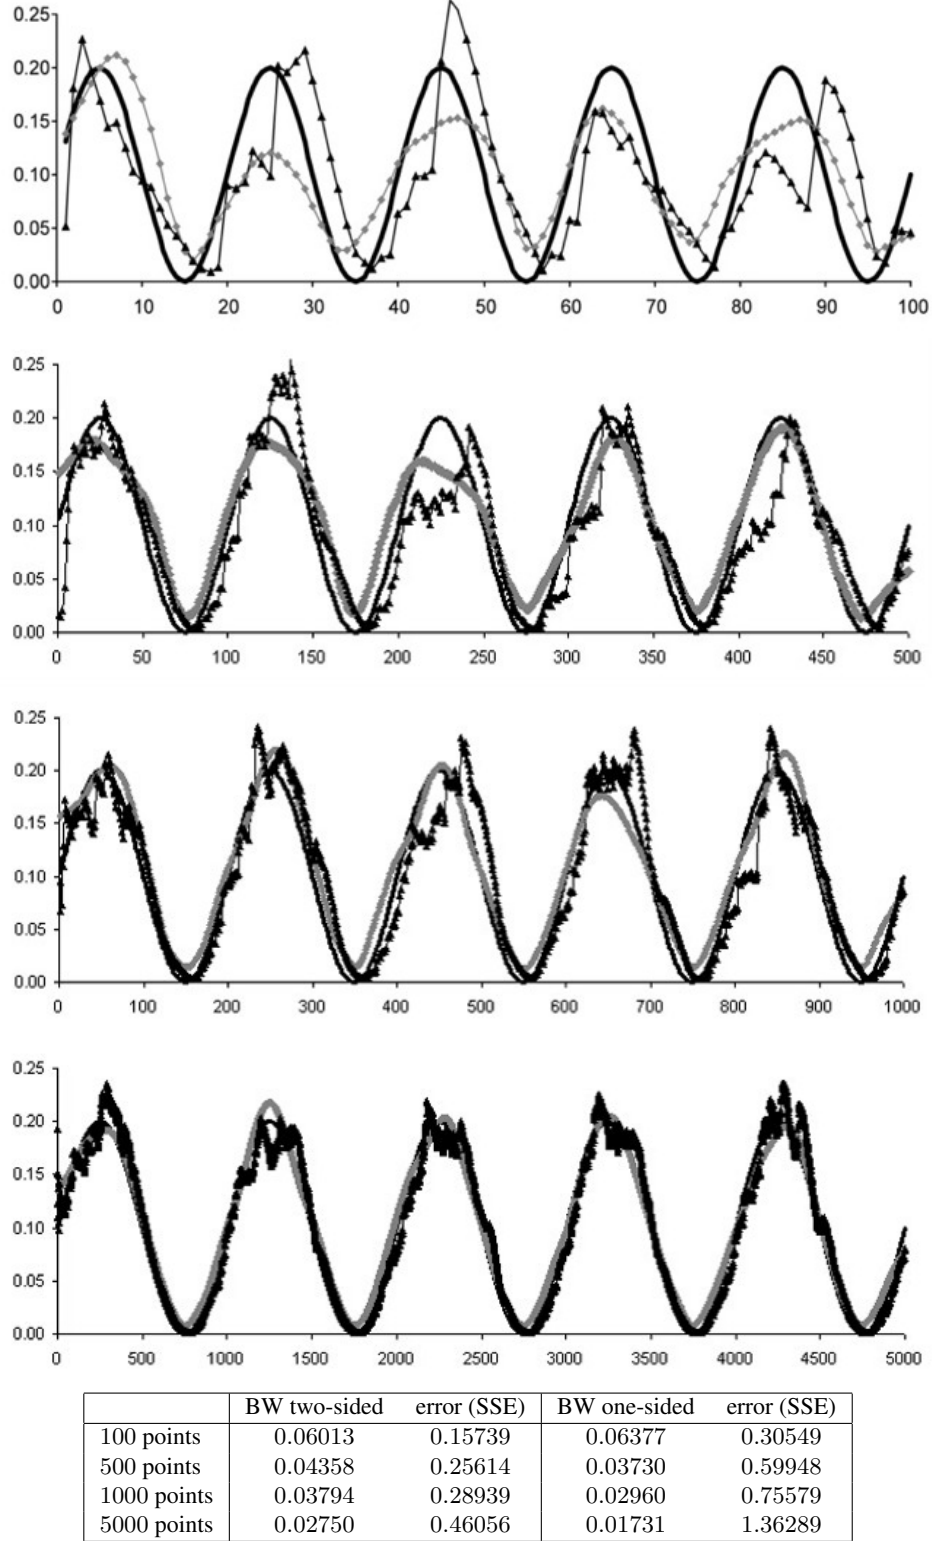 0.25
0.20
0.15
0.10
0.05
0.00
0 10 20 30 40 50 60 70 80 90 100
0.25
0.20
0.15
0.10
0.05
0.00
0 50 100 150 200 250 300 350 400 450 500
0.25
0.20
0.15
0.10
0.05
0.00
0 100 200 300 400 500 600 700 800 900 1000
0.25
0.20
0.15
0.10
0.05
0.00
0 500 1000 1500 2000 2500 3000 3500 4000 4500 5000
BW two-sided error (SSE) BW one-sided error (SSE)
100 points 0.06013 0.15739 0.06377 0.30549
500 points 0.04358 0.25614 0.03730 0.59948
1000 points 0.03794 0.28939 0.02960 0.75579
5000 points 0.02750 0.46056 0.01731 1.36289